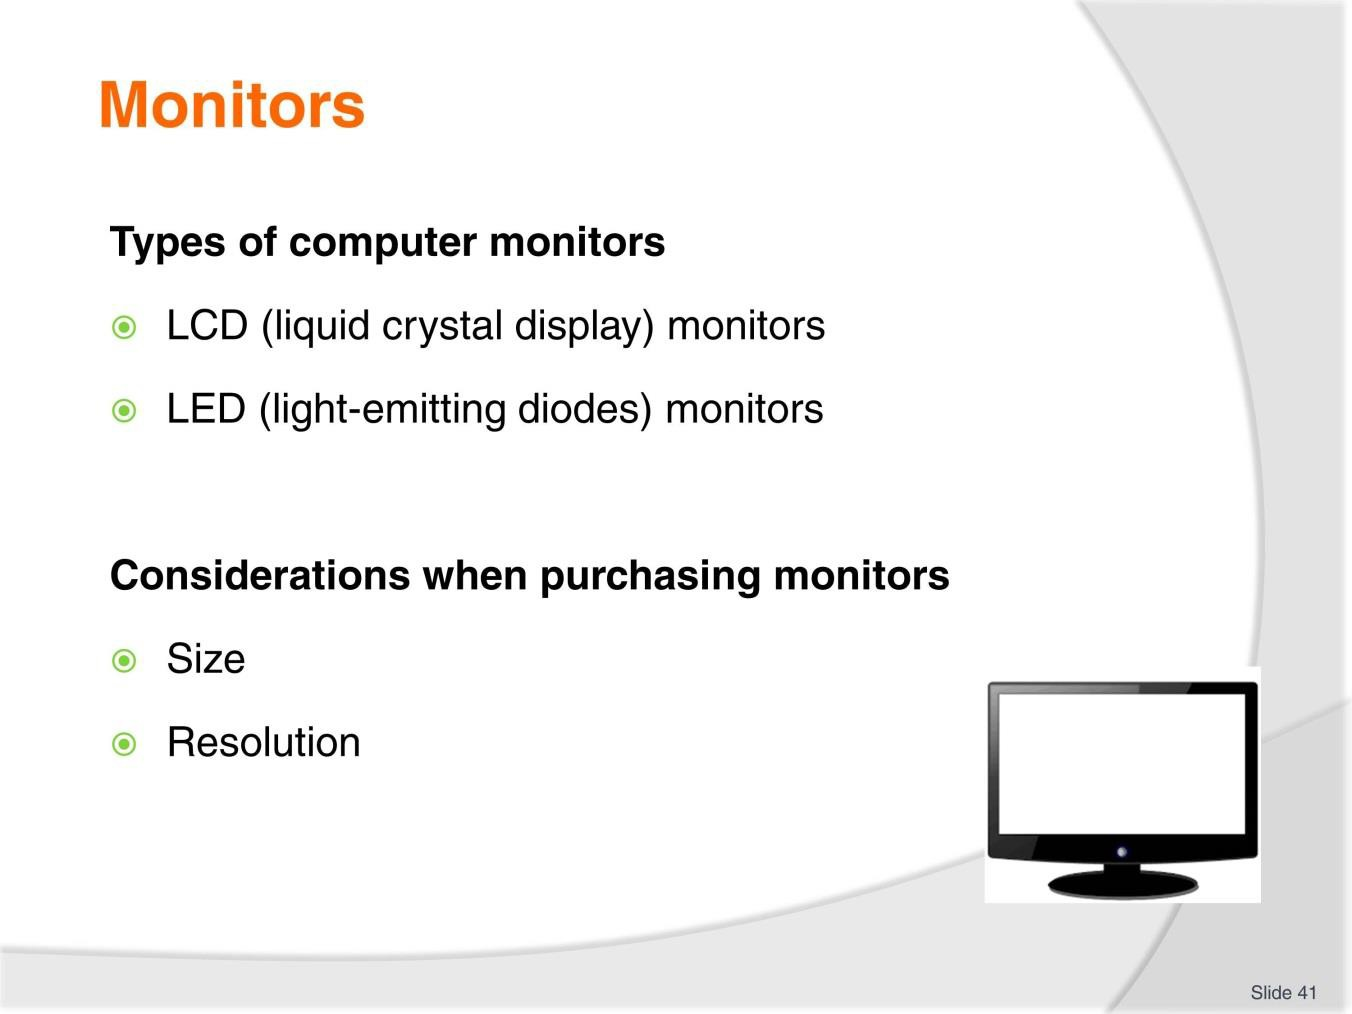 Monitors
Types of computer monitors
LCD (liquid crystal display) monitors
LED (light-emitting diodes) monitors
Considerations when purchasing monitors
Size
Resolution
Slide 41